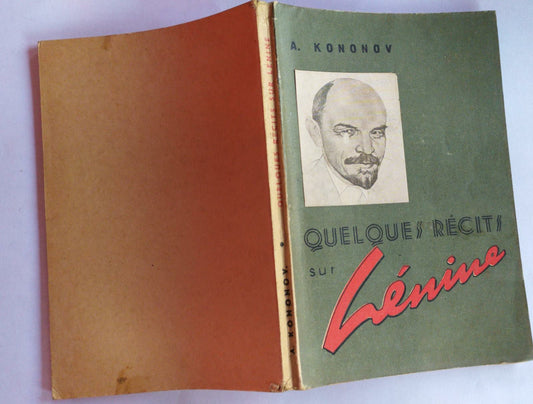 A. KONONOV
QUELQUES RÉCITS
sur
Lénine
A. KONONOV • QUELQUES RÉCITS SUR LÉNINE